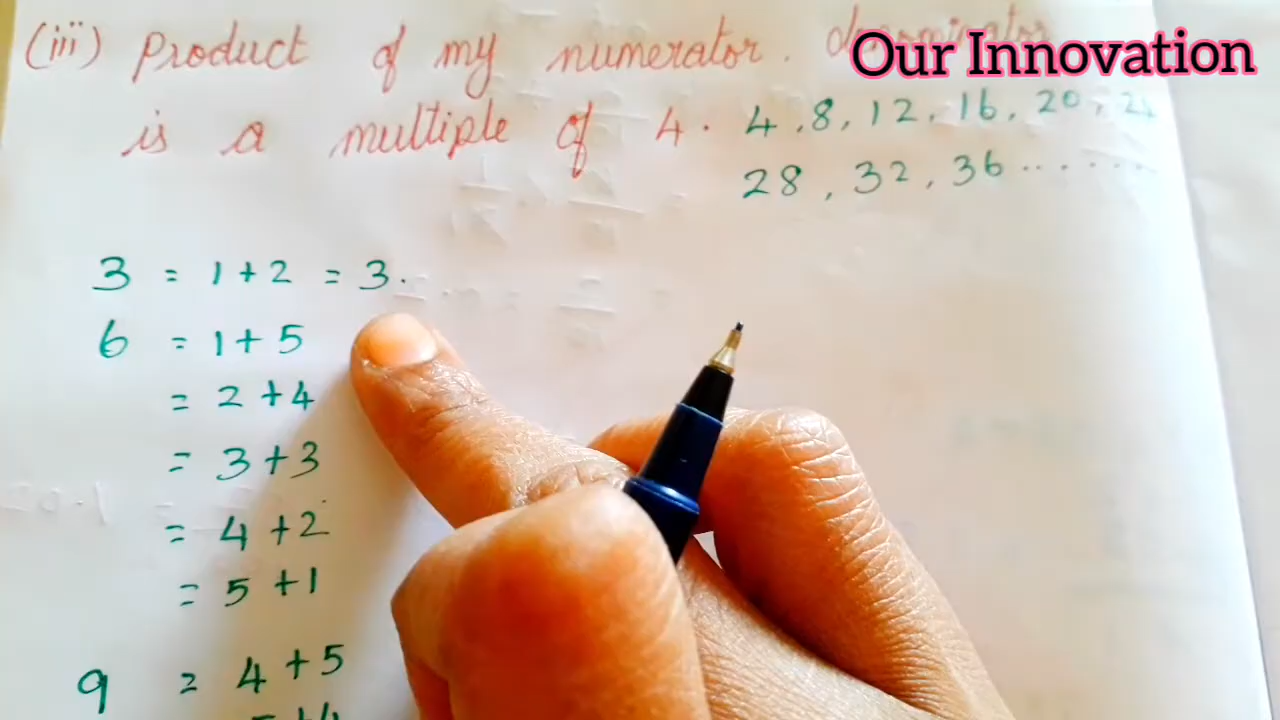 (iii) Product of my numerator.
Our Innovation
is a multiple of 4. 4, 8, 12, 16, 20,
28, 32, 36 .......
3 = 1+2 = 3.
6 = 1+5
= 2+4
= 3+3
= 4+2
= 5+1
9 = 4+5